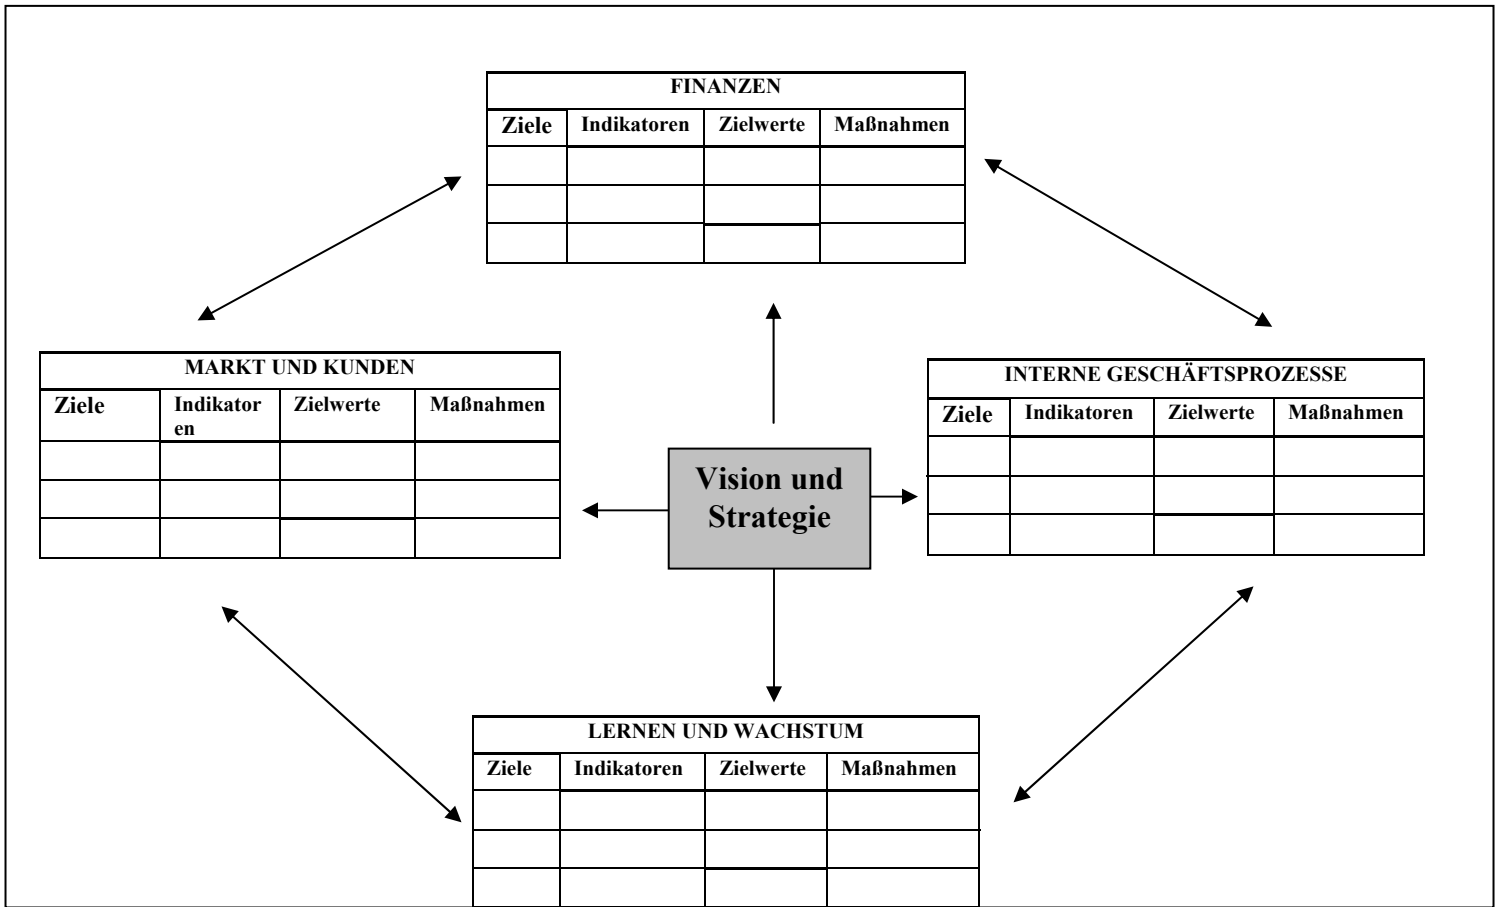 FINANZEN
Ziele Indikatoren Zielwerte Maßnahmen
MARKT UND KUNDEN
Ziele Indikator Zielwerte Maßnahmen
en
INTERNE GESCHÄFTSPROZESSE
Ziele Indikatoren Zielwerte Maßnahmen
Vision und
Strategie
LERNEN UND WACHSTUM
Ziele Indikatoren Zielwerte Maßnahmen